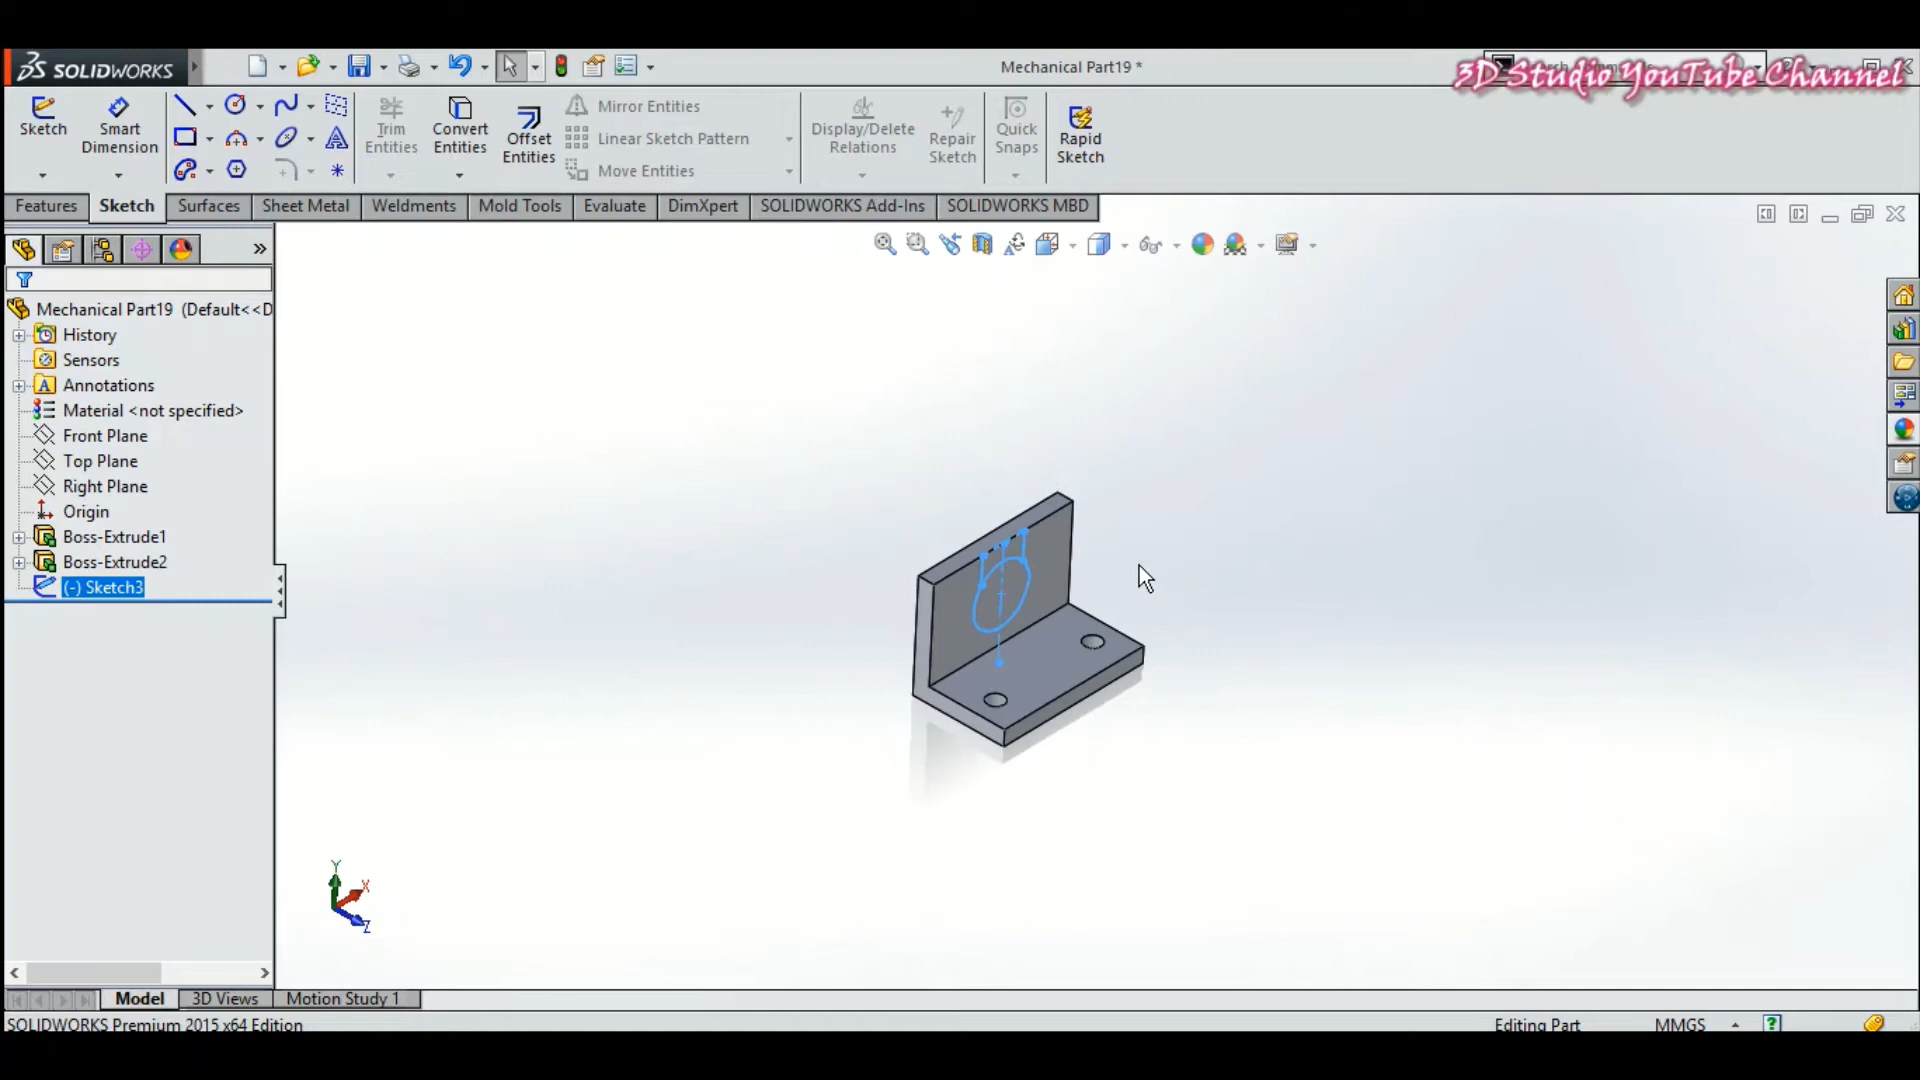 SOLIDWORKS
Mechanical Part19 *
3D Studio YouTube Channel
Sketch
Smart Dimension
Trim Entities
Convert Entities
Offset Entities
Mirror Entities
Linear Sketch Pattern
Move Entities
Display/Delete Relations
Repair Sketch
Quick Snaps
Rapid Sketch
Features
Sketch
Surfaces
Sheet Metal
Weldments
Mold Tools
Evaluate
DimXpert
SOLIDWORKS Add-Ins
SOLIDWORKS MBD
Mechanical Part19 (Default<<D
History
Sensors
A Annotations
Material <not specified>
Front Plane
Top Plane
Right Plane
Origin
Boss-Extrude1
Boss-Extrude2
(-) Sketch3
Y
X
Z
Model
3D Views
Motion Study 1
SOLIDWORKS Premium 2015 x64 Edition
Editing Part
MMGS
?